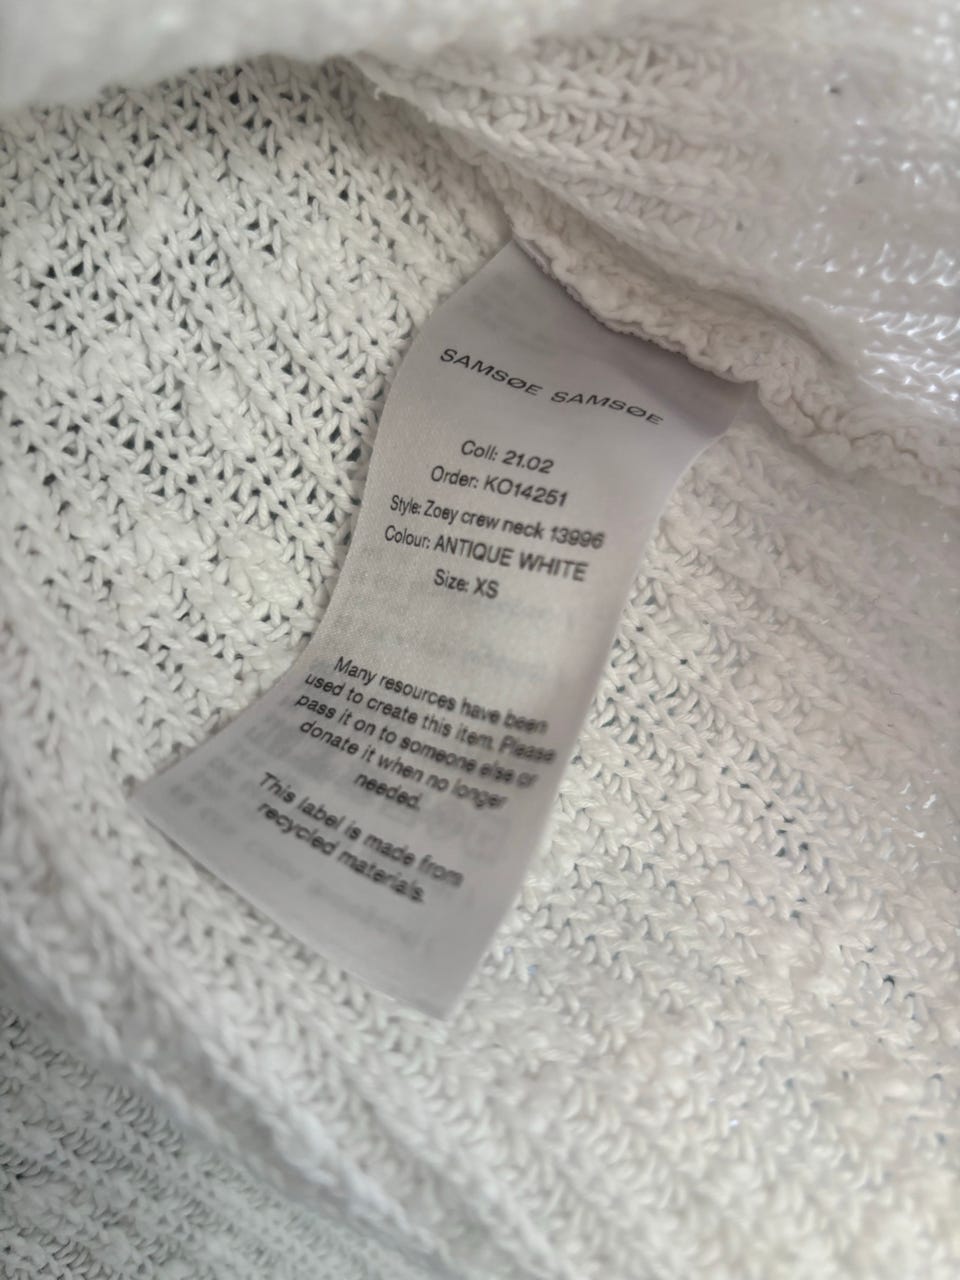 SAMSØE SAMSØE
Coll: 21.02
Order: KO14251
Style: Zoey crew neck 13996
Colour: ANTIQUE WHITE
Size: XS
Many resources have been
used to create this item. Please
pass it on to someone else or
donate it when no longer
needed.
This label is made from
recycled materials.